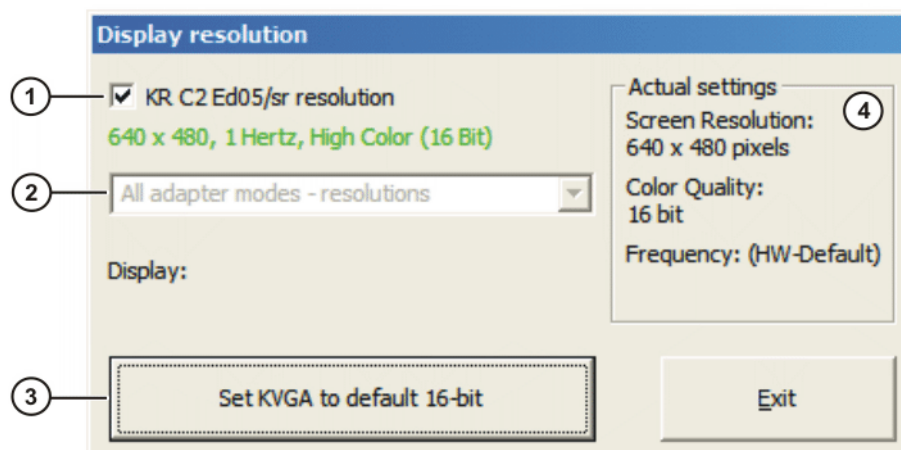 Display resolution
1
KR C2 Ed05/sr resolution
640 x 480, 1 Hertz, High Color (16 Bit)
2
All adapter modes - resolutions
Display:
3
Set KVGA to default 16-bit
Actual settings
4
Screen Resolution:
640 x 480 pixels
Color Quality:
16 bit
Frequency: (HW-Default)
Exit